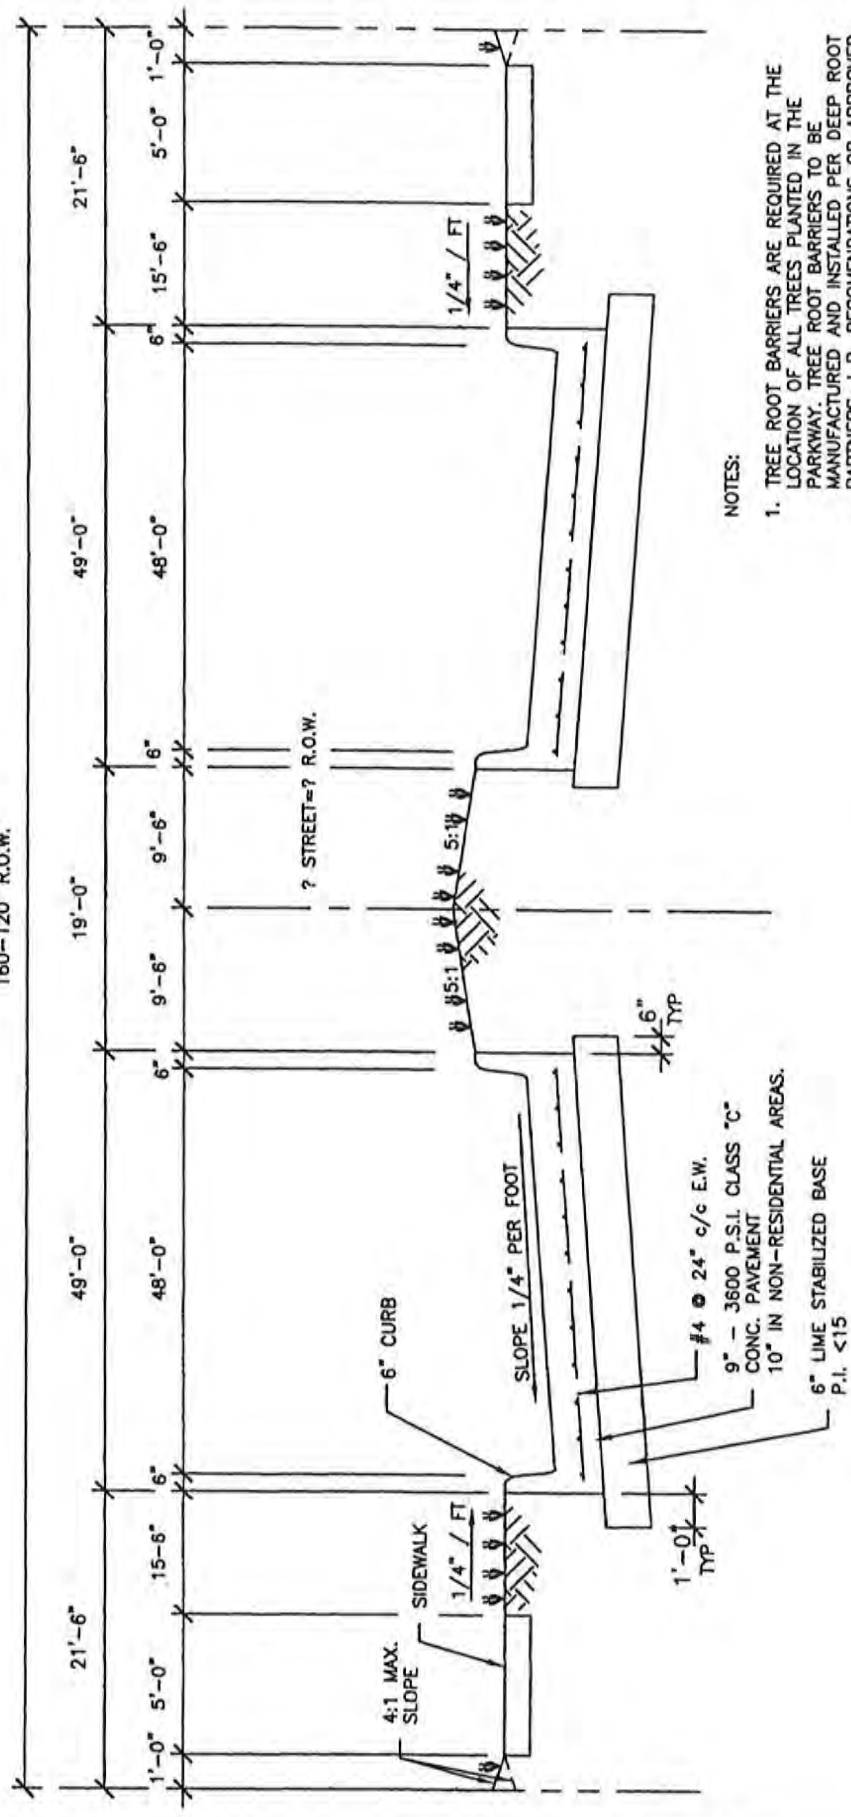 160-120' R.O.W.
21'-6"
49'-0"
19'-0"
49'-0"
21'-6"
1'-0"
5'-0"
15-6"
6"
48'-0"
6"
9'-6"
9'-6"
6"
48'-0"
6"
15'-6"
5'-0"
1'-0"
? STREET=? R.O.W.
4:1 MAX.
SLOPE
SIDEWALK
1/4" / FT
6" CURB
SLOPE 1/4" PER FOOT
5:1
5:1
1/4" / FT
1'-0"
TYP
6"
TYP
#4 @ 24" c/c E.W.
9" - 3600 P.S.I. CLASS "C"
CONC. PAVEMENT
10" IN NON-RESIDENTIAL AREAS.
6" LIME STABILIZED BASE
P.I. <15
NOTES:
1. TREE ROOT BARRIERS ARE REQUIRED AT THE
LOCATION OF ALL TREES PLANTED IN THE
PARKWAY. TREE ROOT BARRIERS TO BE
MANUFACTURED AND INSTALLED PER DEEP ROOT